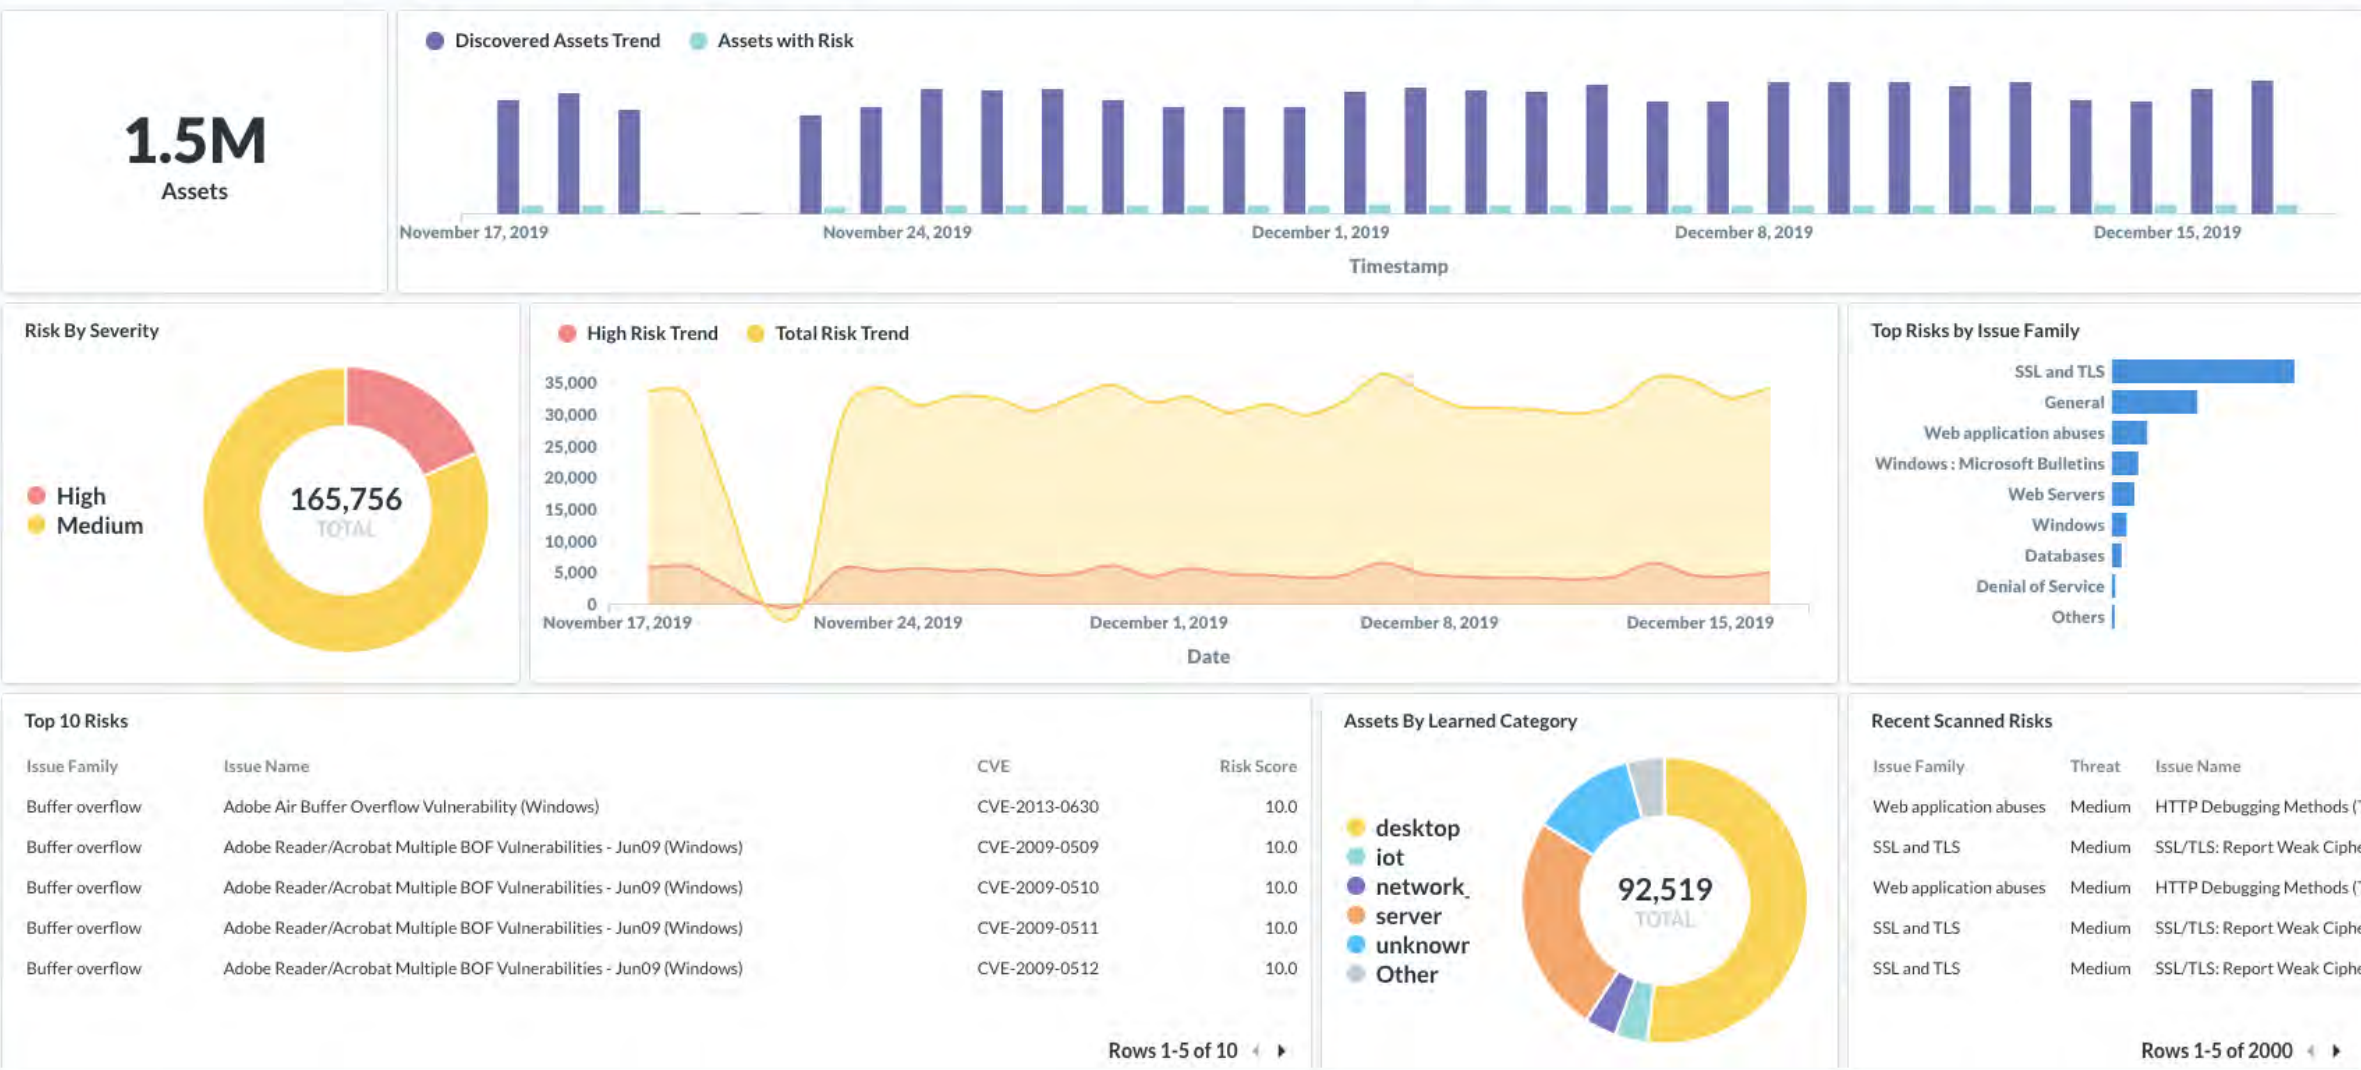 1.5M
Assets
Discovered Assets Trend Assets with Risk
November 17, 2019 November 24, 2019 December 1, 2019 December 8, 2019 December 15, 2019
Timestamp
Risk By Severity
High
Medium
165,756
TOTAL
High Risk Trend Total Risk Trend
35,000
30,000
25,000
20,000
15,000
10,000
5,000
0
November 17, 2019 November 24, 2019 December 1, 2019 December 8, 2019 December 15, 2019
Date
Top Risks by Issue Family
SSL and TLS
General
Web application abuses
Windows : Microsoft Bulletins
Web Servers
Windows
Databases
Denial of Service
Others
Top 10 Risks
Issue Family Issue Name CVE Risk Score
Buffer overflow Adobe Air Buffer Overflow Vulnerability (Windows) CVE-2013-0630 10.0
Buffer overflow Adobe Reader/Acrobat Multiple BOF Vulnerabilities - Jun09 (Windows) CVE-2009-0509 10.0
Buffer overflow Adobe Reader/Acrobat Multiple BOF Vulnerabilities - Jun09 (Windows) CVE-2009-0510 10.0
Buffer overflow Adobe Reader/Acrobat Multiple BOF Vulnerabilities - Jun09 (Windows) CVE-2009-0511 10.0
Buffer overflow Adobe Reader/Acrobat Multiple BOF Vulnerabilities - Jun09 (Windows) CVE-2009-0512 10.0
Rows 1-5 of 10
Assets By Learned Category
desktop
iot
network_
server
unknowr
Other
92,519
TOTAL
Recent Scanned Risks
Issue Family Threat Issue Name
Web application abuses Medium HTTP Debugging Methods (
SSL and TLS Medium SSL/TLS: Report Weak Ciphe
Web application abuses Medium HTTP Debugging Methods (
SSL and TLS Medium SSL/TLS: Report Weak Ciphe
SSL and TLS Medium SSL/TLS: Report Weak Ciphe
Rows 1-5 of 2000